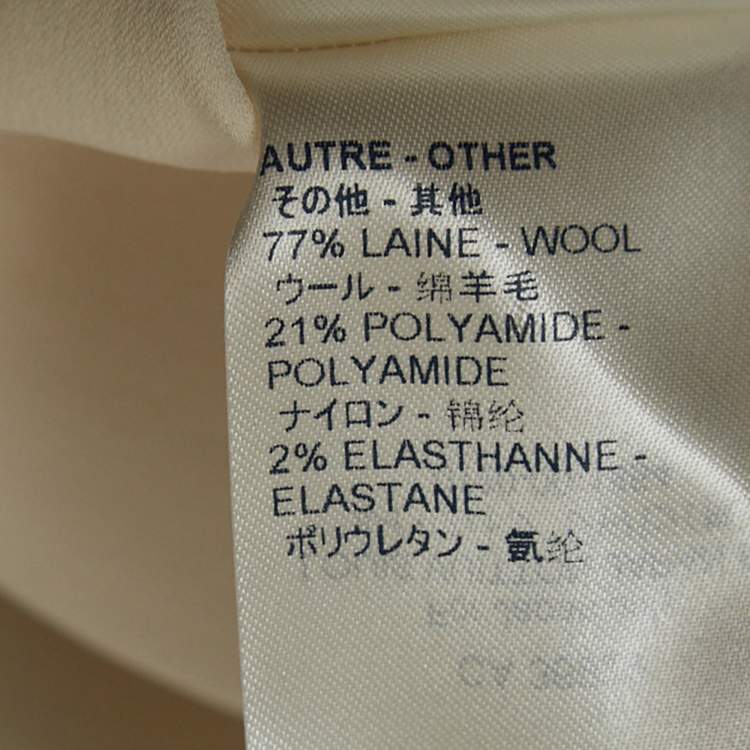 AUTRE - OTHER
その他 - 其他
77% LAINE - WOOL
ウール - 绵羊毛
21% POLYAMIDE -
POLYAMIDE
ナイロン - 锦纶
2% ELASTHANNE -
ELASTANE
ポリウレタン - 氨纶